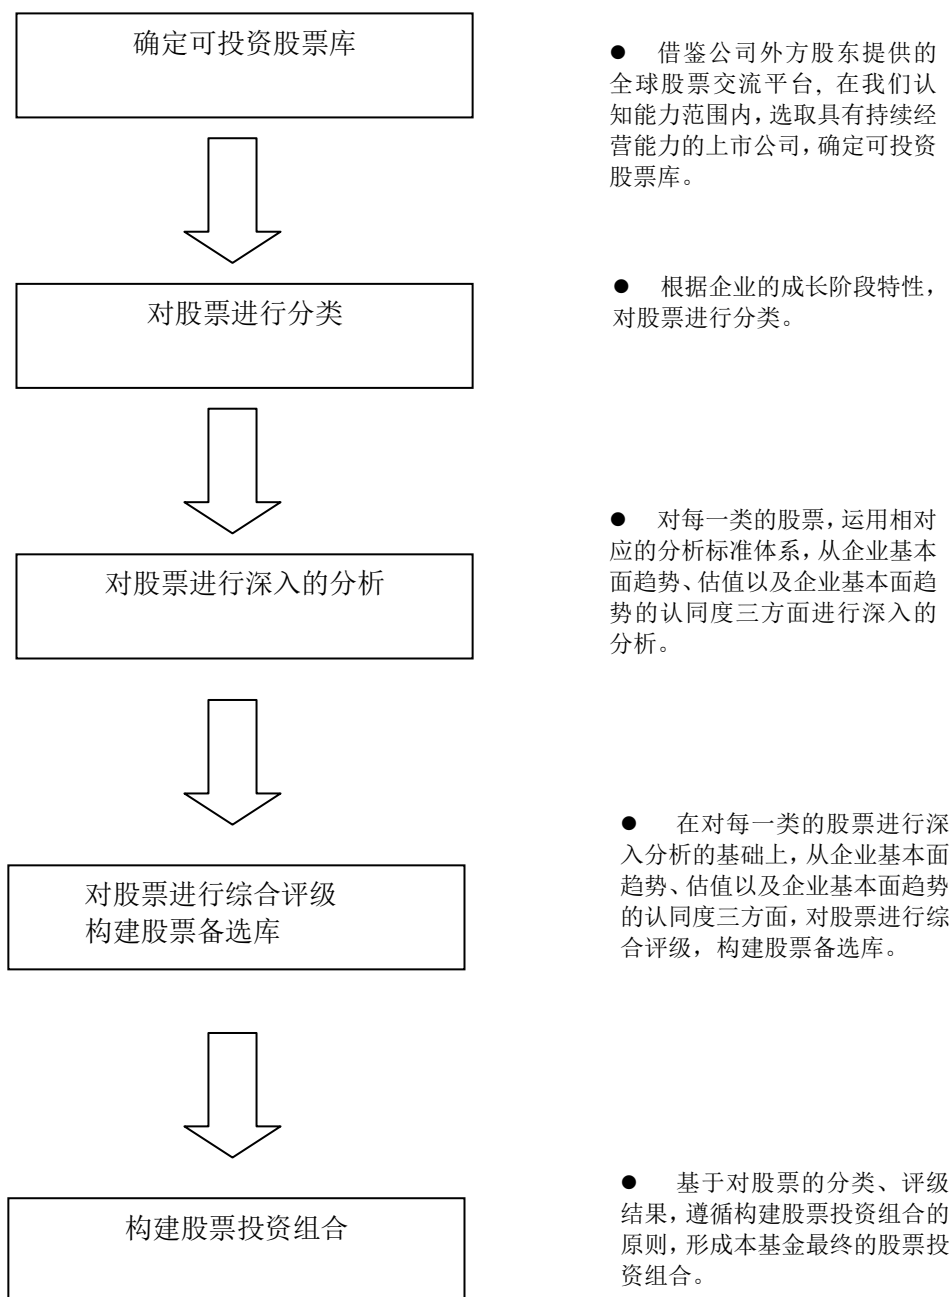 确定可投资股票库
● 借鉴公司外方股东提供的
全球股票交流平台, 在我们认
知能力范围内,选取具有持续经
营能力的上市公司,确定可投资
股票库。
对股票进行分类
● 根据企业的成长阶段特性,
对股票进行分类。
对股票进行深入的分析
● 对每一类的股票,运用相对
应的分析标准体系,从企业基本
面趋势、估值以及企业基本面趋
势的认同度三方面进行深入的
分析。
对股票进行综合评级
构建股票备选库
● 在对每一类的股票进行深
入分析的基础上,从企业基本面
趋势、估值以及企业基本面趋势
的认同度三方面,对股票进行综
合评级，构建股票备选库。
构建股票投资组合
● 基于对股票的分类、评级
结果,遵循构建股票投资组合的
原则,形成本基金最终的股票投
资组合。